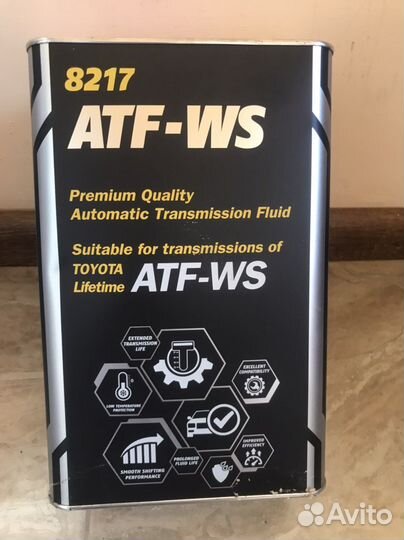 8217
ATF-WS
Premium Quality
Automatic Transmission Fluid
Suitable for transmissions of
TOYOTA
Lifetime ATF-WS
EXTENDED
TRANSMISSION
LIFE
EXCELLENT
COMPATIBILITY
LOW TEMPERATURE
PROTECTION
IMPROVED
EFFICIENCY
SMOOTH SHIFTING
PERFORMANCE
PROLONGED
FLUID LIFE
Avito